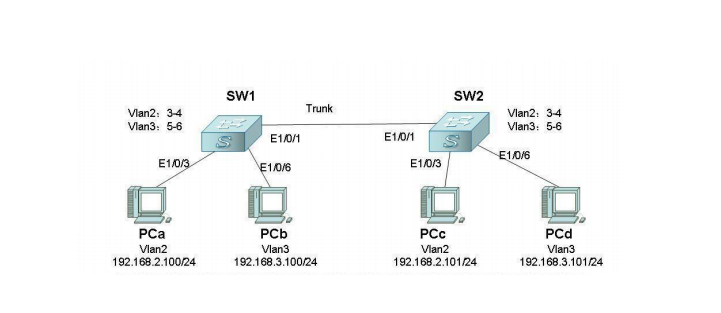 SW1
SW2
Vlan2：3-4
Vlan3：5-6
Trunk
Vlan2：3-4
Vlan3：5-6
E1/0/1
E1/0/1
E1/0/3
E1/0/6
E1/0/3
E1/0/6
S
S
PCa
Vlan2
192.168.2.100/24
PCb
Vlan3
192.168.3.100/24
PCc
Vlan2
192.168.2.101/24
PCd
Vlan3
192.168.3.101/24